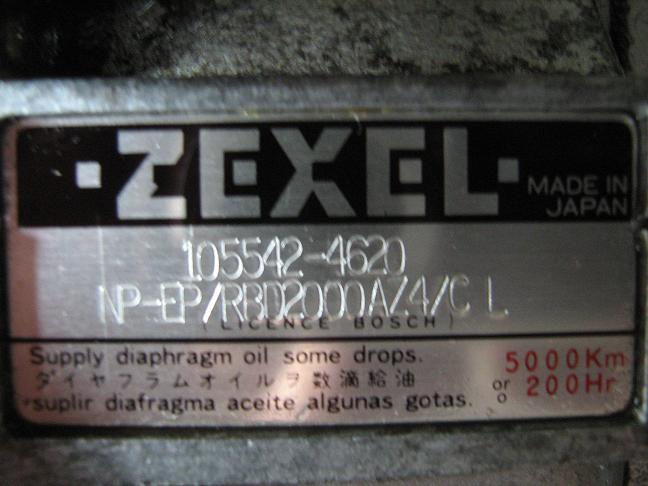 ·ZEXEL·
MADE IN
JAPAN
105542-4620
NP-EP/RBD2000AZ4/C L
(LICENCE BOSCH)
Supply diaphragm oil some drops.
ダイヤフラムオイルヲ数滴給油
suplir diafragma aceite algunas gotas.
5000Km
or 200Hr
o